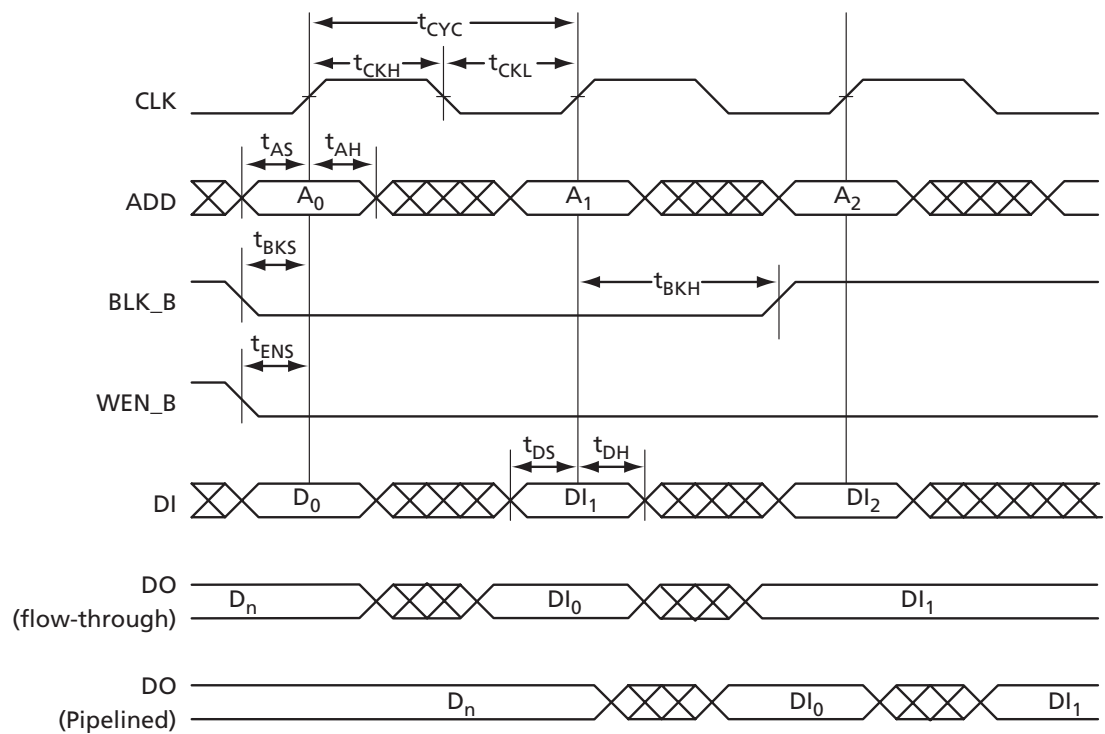 tCYC
tCKH tCKL
CLK
tAS tAH
ADD A0 A1 A2
tBKS
tBKH
BLK_B
tENS
WEN_B
tDS tDH
DI D0 DI1 DI2
DO
(flow-through) Dn DI0 DI1
DO
(Pipelined) Dn DI0 DI1